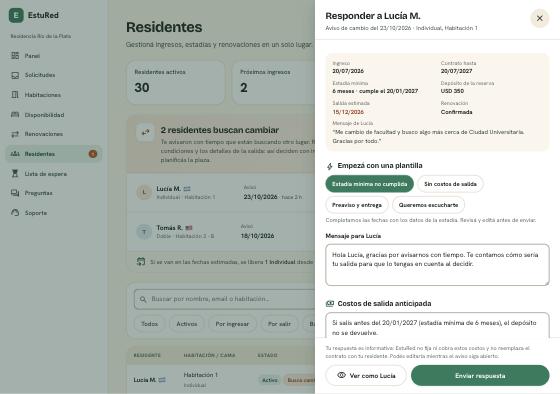 EstuRed
Residencia Río de la Plata
Panel
Solicitudes
Habitaciones
Disponibilidad
Renovaciones
Residentes
Lista de espera
Preguntas
Soporte
Residentes
Gestioná ingresos, estadías y renovaciones en un solo lugar.
Residentes activos
30
Próximos ingresos
2
2 residentes buscan cambiar
Te avisaron con tiempo que están buscando otro lugar.
condiciones y los detalles de la salida: así deciden con
planificás la plaza.
L
Lucía M.
Individual · Habitación 1
Aviso
23/10/2026 · hace 2 h
T
Tomás R.
Doble · Habitación 2 - B
Aviso
18/10/2026
Si se van en las fechas estimadas, se libera 1 individual desde
Buscar por nombre, email o habitación...
Todos
Activos
Por ingresar
Por salir
RESIDENTE
HABITACIÓN / CAMA
ESTADO
Lucía M.
Habitación 1
Individual
Activo
Busca
Responder a Lucía M.
Aviso de cambio del 23/10/2026 · Individual, Habitación 1
Ingreso
20/07/2026
Contrato hasta
20/07/2027
Estadía mínima
6 meses · cumple el 20/01/2027
Depósito de la reserva
USD 350
Salida estimada
15/12/2026
Renovación
Confirmada
Mensaje de Lucía
"Me cambio de facultad y busco algo más cerca de Ciudad Universitaria.
Gracias por todo."
Empezá con una plantilla
Estadía mínima no cumplida
Sin costos de salida
Preaviso y entrega
Queremos escucharte
Completamos las fechas con los datos de la estadía. Revisá y editá antes de enviar.
Mensaje para Lucía
Hola Lucía, gracias por avisarnos con tiempo. Te contamos cómo sería
tu salida para que lo tengas en cuenta al decidir.
Costos de salida anticipada
Si salís antes del 20/01/2027 (estadía mínima de 6 meses), el depósito
no se devuelve.
Tu respuesta es informativa: EstuRed no fija ni cobra estos costos y no reemplaza el
contrato con tu residente. Podés editarla mientras el aviso siga abierto.
Ver como Lucía
Enviar respuesta